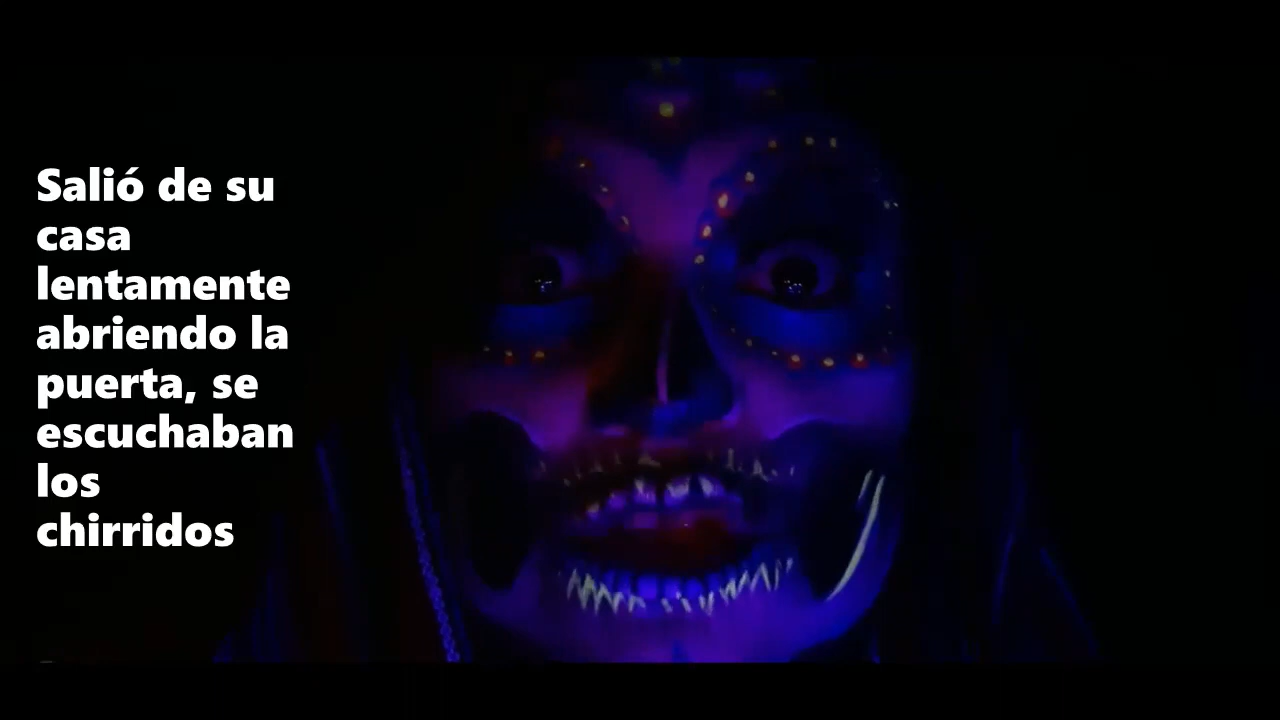 Salió de su
casa
lentamente
abriendo la
puerta, se
escuchaban
los
chirridos